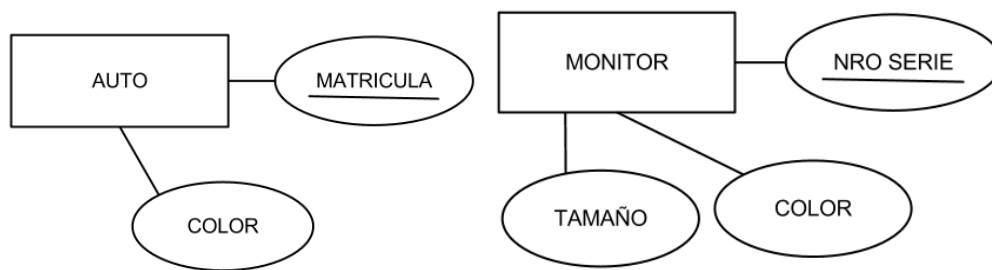 AUTO
MATRICULA
COLOR
MONITOR
NRO SERIE
TAMAÑO
COLOR